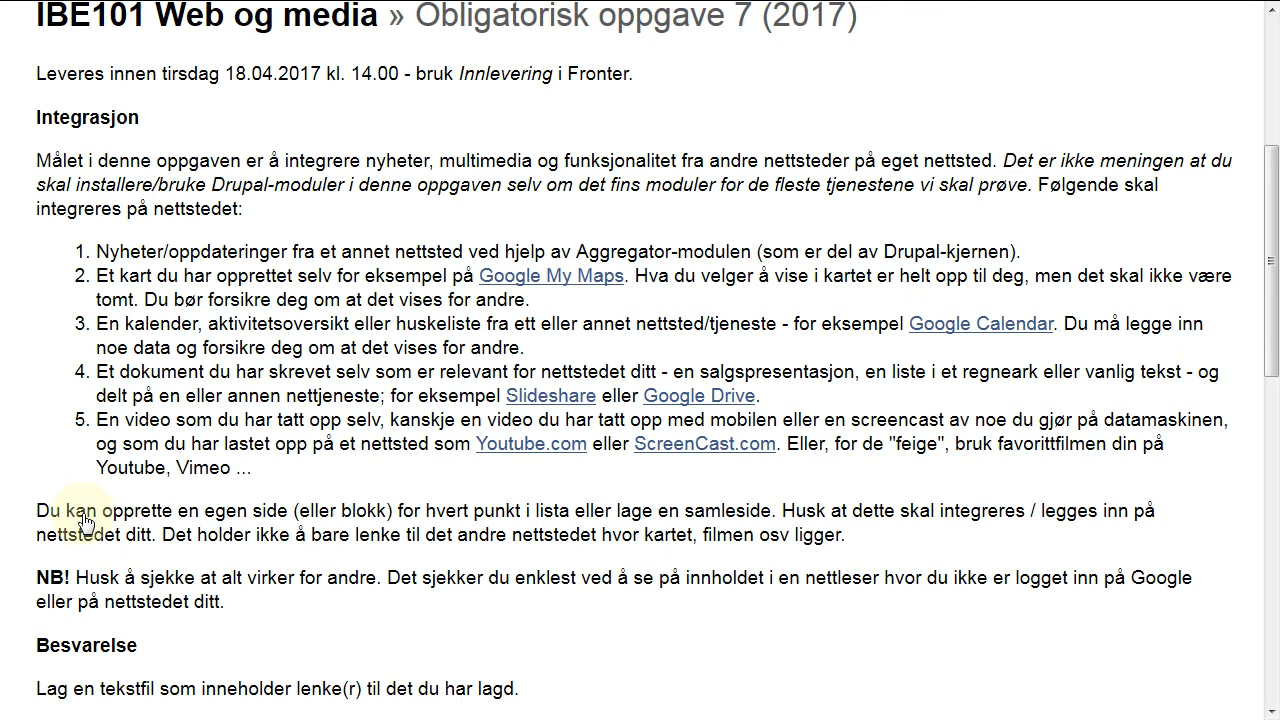 IBE101 Web og media » Obligatorisk oppgave 7 (2017)
Leveres innen tirsdag 18.04.2017 kl. 14.00 - bruk Innlevering i Fronter.
Integrasjon
Målet i denne oppgaven er å integrere nyheter, multimedia og funksjonalitet fra andre nettsteder på eget nettsted. Det er ikke meningen at du
skal installere/bruke Drupal-moduler i denne oppgaven selv om det fins moduler for de fleste tjenestene vi skal prøve. Følgende skal
integreres på nettstedet:
1. Nyheter/oppdateringer fra et annet nettsted ved hjelp av Aggregator-modulen (som er del av Drupal-kjernen).
2. Et kart du har opprettet selv for eksempel på Google My Maps. Hva du velger å vise i kartet er helt opp til deg, men det skal ikke være
tomt. Du bør forsikre deg om at det vises for andre.
3. En kalender, aktivitetsoversikt eller huskeliste fra ett eller annet nettsted/tjeneste - for eksempel Google Calendar. Du må legge inn
noe data og forsikre deg om at det vises for andre.
4. Et dokument du har skrevet selv som er relevant for nettstedet ditt - en salgspresentasjon, en liste i et regneark eller vanlig tekst - og
delt på en eller annen nettjeneste; for eksempel Slideshare eller Google Drive.
5. En video som du har tatt opp selv, kanskje en video du har tatt opp med mobilen eller en screencast av noe du gjør på datamaskinen,
og som du har lastet opp på et nettsted som Youtube.com eller ScreenCast.com. Eller, for de "feige", bruk favorittfilmen din på
Youtube, Vimeo ...
Du kan opprette en egen side (eller blokk) for hvert punkt i lista eller lage en samleside. Husk at dette skal integreres / legges inn på
nettstedet ditt. Det holder ikke å bare lenke til det andre nettstedet hvor kartet, filmen osv ligger.
NB! Husk å sjekke at alt virker for andre. Det sjekker du enklest ved å se på innholdet i en nettleser hvor du ikke er logget inn på Google
eller på nettstedet ditt.
Besvarelse
Lag en tekstfil som inneholder lenke(r) til det du har lagd.